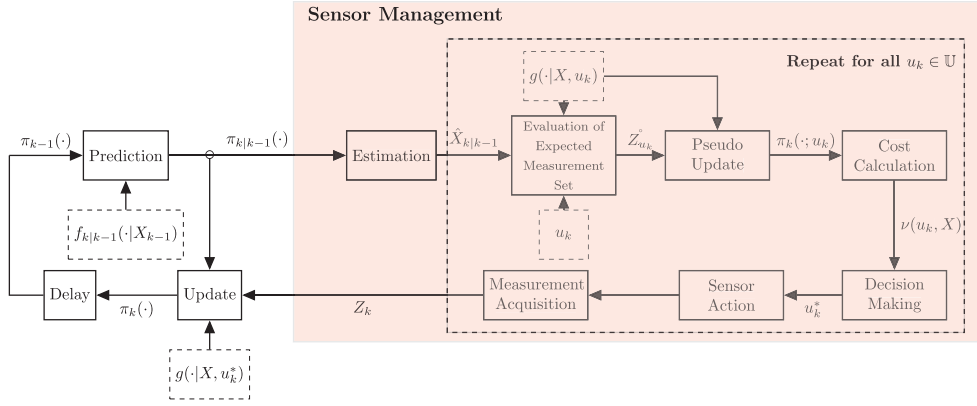 Sensor Management
Repeat for all u_k ∈ 𝕌
g(·|X, u_k)
π_{k−1}(·)
Prediction
π_{k|k−1}(·)
Estimation
X̂_{k|k−1}
Evaluation of
Expected
Measurement
Set
Z°_{u_k}
Pseudo
Update
π_k(·; u_k)
Cost
Calculation
f_{k|k−1}(·|X_{k−1})
u_k
ν(u_k, X)
Delay
π_k(·)
Update
Z_k
Measurement
Acquisition
Sensor
Action
u*_k
Decision
Making
g(·|X, u*_k)